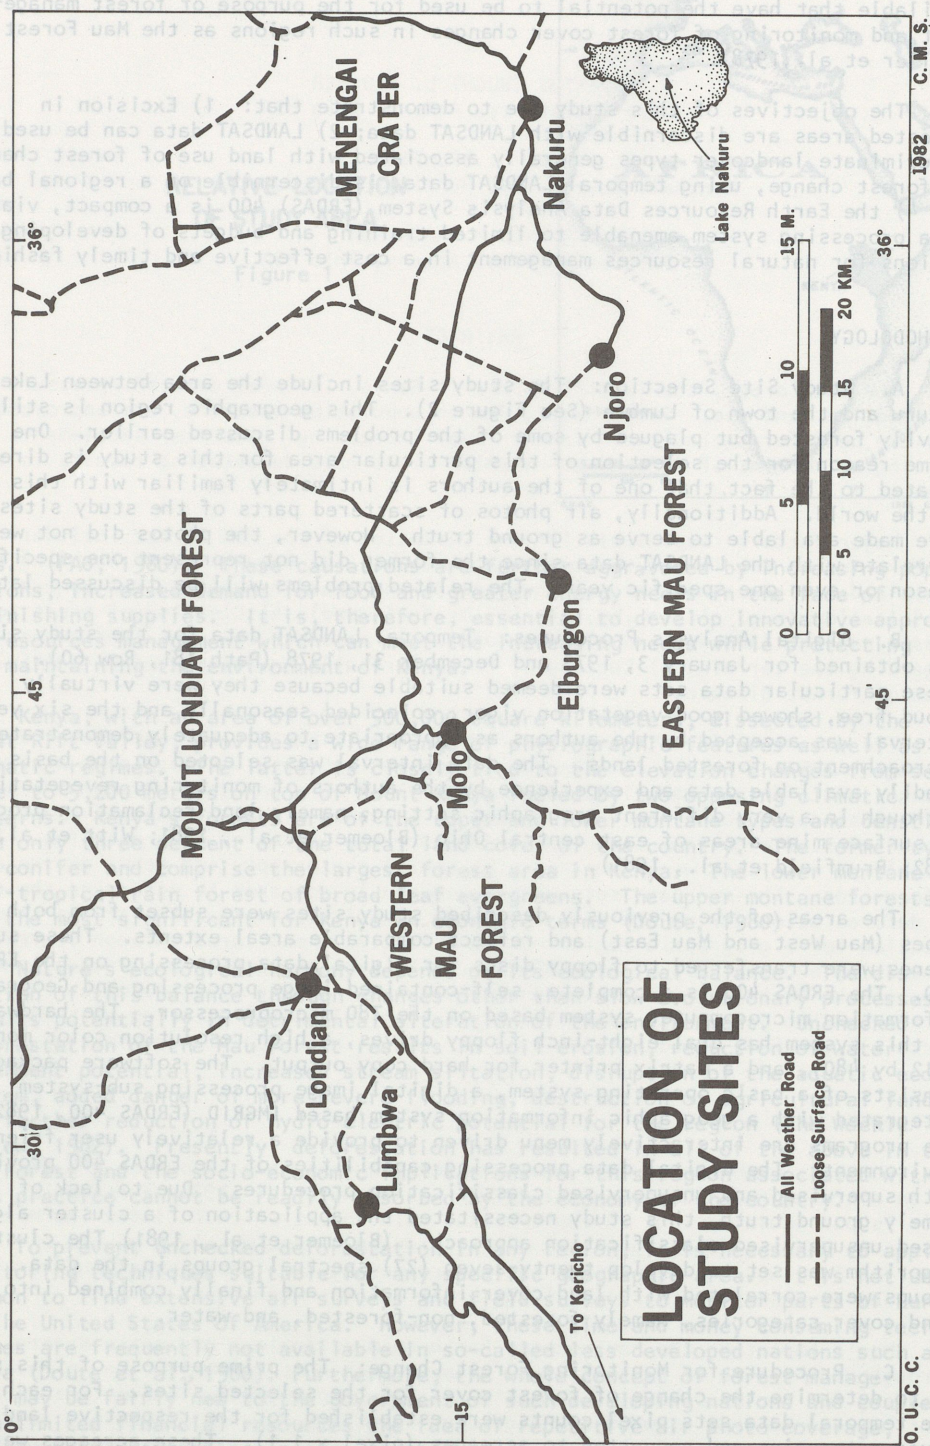 0°
30'
45'
36°
MOUNT LONDIANI FOREST
MENENGAI
CRATER
Londiani
Lumbwa
WESTERN
MAU
FOREST
Molo
Elburgon
Njoro
Nakuru
Lake Nakuru
EASTERN MAU FOREST
-15'
To Kericho
LOCATION OF
STUDY SITES
All Weather Road
Loose Surface Road
0 5 10 15 MI.
0 5 10 15 20 KM.
45'
36°
O. C. C.
1982 C. M. S.